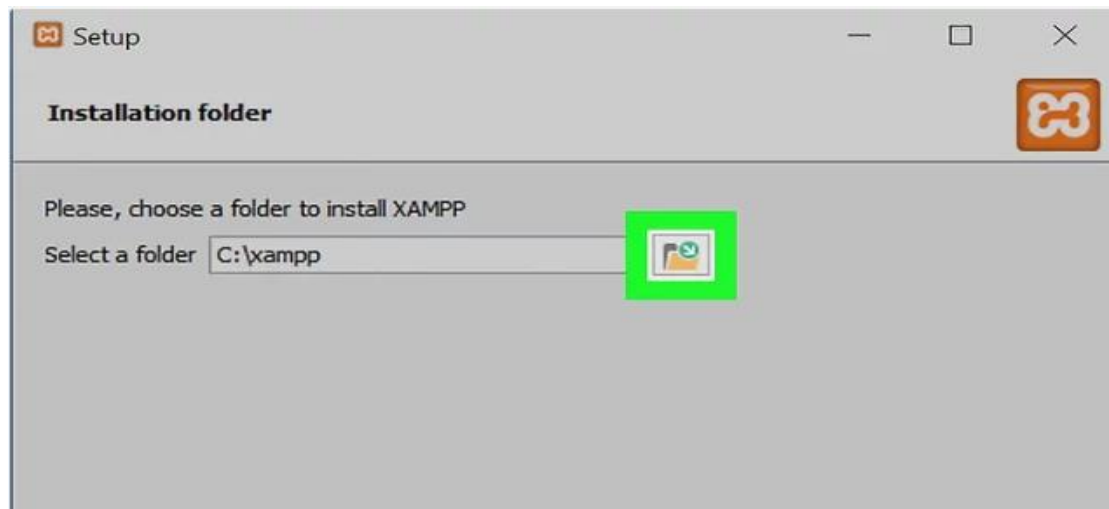 Setup
Installation folder
Please, choose a folder to install XAMPP
Select a folder C:\xampp